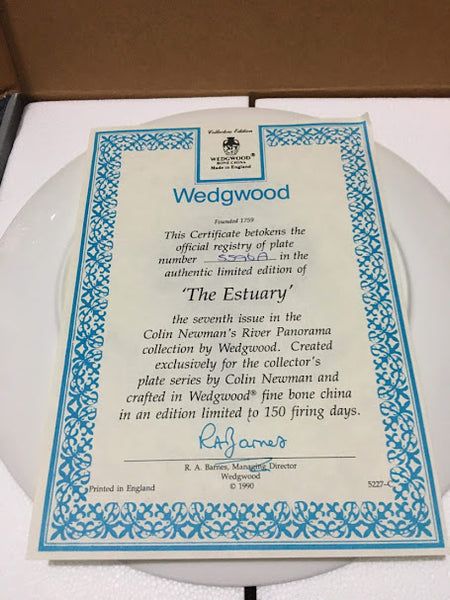 Collectors Edition
WEDGWOOD®
BONE CHINA
Made in England
Wedgwood
Founded 1759
This Certificate betokens the
official registry of plate
number 5596A in the
authentic limited edition of
'The Estuary'
the seventh issue in the
Colin Newman's River Panorama
collection by Wedgwood. Created
exclusively for the collector's
plate series by Colin Newman and
crafted in Wedgwood® fine bone china
in an edition limited to 150 firing days.
RABarnes
R. A. Barnes, Managing Director
Wedgwood
© 1990
Printed in England
5227-C